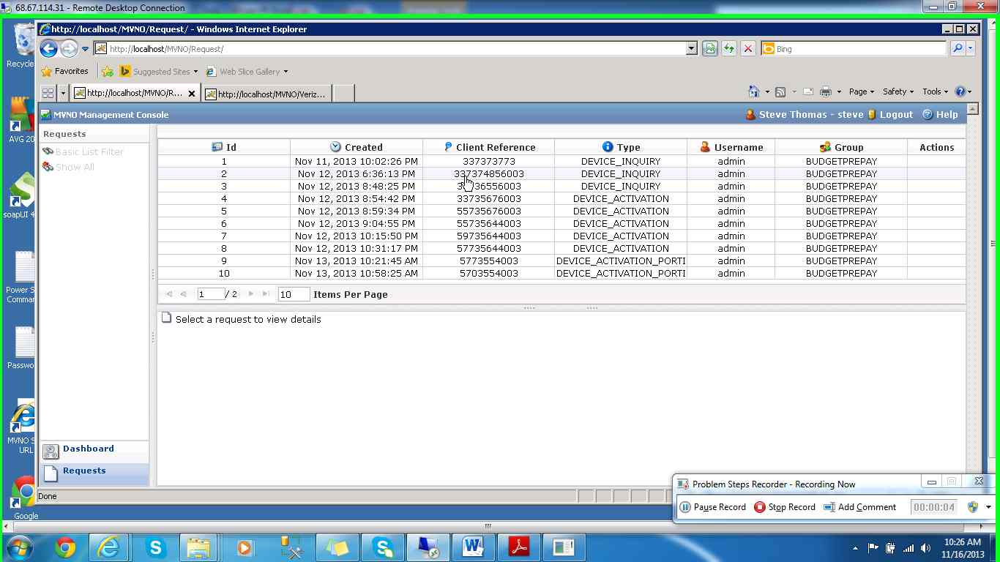 68.67.114.31 - Remote Desktop Connection
http://localhost/MVNO/Request/ - Windows Internet Explorer
http://localhost/MVNO/Request/
Bing
Favorites Suggested Sites Web Slice Gallery
http://localhost/MVNO/R... http://localhost/MVNO/Veriz... Page Safety Tools
MVNO Management Console Steve Thomas - steve Logout Help
Requests
Basic List Filter
Show All
Id Created Client Reference Type Username Group Actions
1 Nov 11, 2013 10:02:26 PM 337373773 DEVICE_INQUIRY admin BUDGETPREPAY
2 Nov 12, 2013 6:36:13 PM 337374856003 DEVICE_INQUIRY admin BUDGETPREPAY
3 Nov 12, 2013 8:48:25 PM 36556003 DEVICE_INQUIRY admin BUDGETPREPAY
4 Nov 12, 2013 8:54:42 PM 33735676003 DEVICE_ACTIVATION admin BUDGETPREPAY
5 Nov 12, 2013 8:59:34 PM 55735676003 DEVICE_ACTIVATION admin BUDGETPREPAY
6 Nov 12, 2013 9:04:55 PM 55735644003 DEVICE_ACTIVATION admin BUDGETPREPAY
7 Nov 12, 2013 10:15:50 PM 59735644003 DEVICE_ACTIVATION admin BUDGETPREPAY
8 Nov 12, 2013 10:31:17 PM 57735644003 DEVICE_ACTIVATION admin BUDGETPREPAY
9 Nov 13, 2013 10:21:45 AM 5773554003 DEVICE_ACTIVATION_PORTI admin BUDGETPREPAY
10 Nov 13, 2013 10:58:25 AM 5703554003 DEVICE_ACTIVATION_PORTI admin BUDGETPREPAY
1 / 2 10 Items Per Page
Select a request to view details
Dashboard
Requests
Done
Recycle
AVG 20
soapUI 4
Power S
Comman
Passwo
MVNO S
URL
Google
Problem Steps Recorder - Recording Now
Pause Record Stop Record Add Comment 00:00:04
10:26 AM
11/16/2013